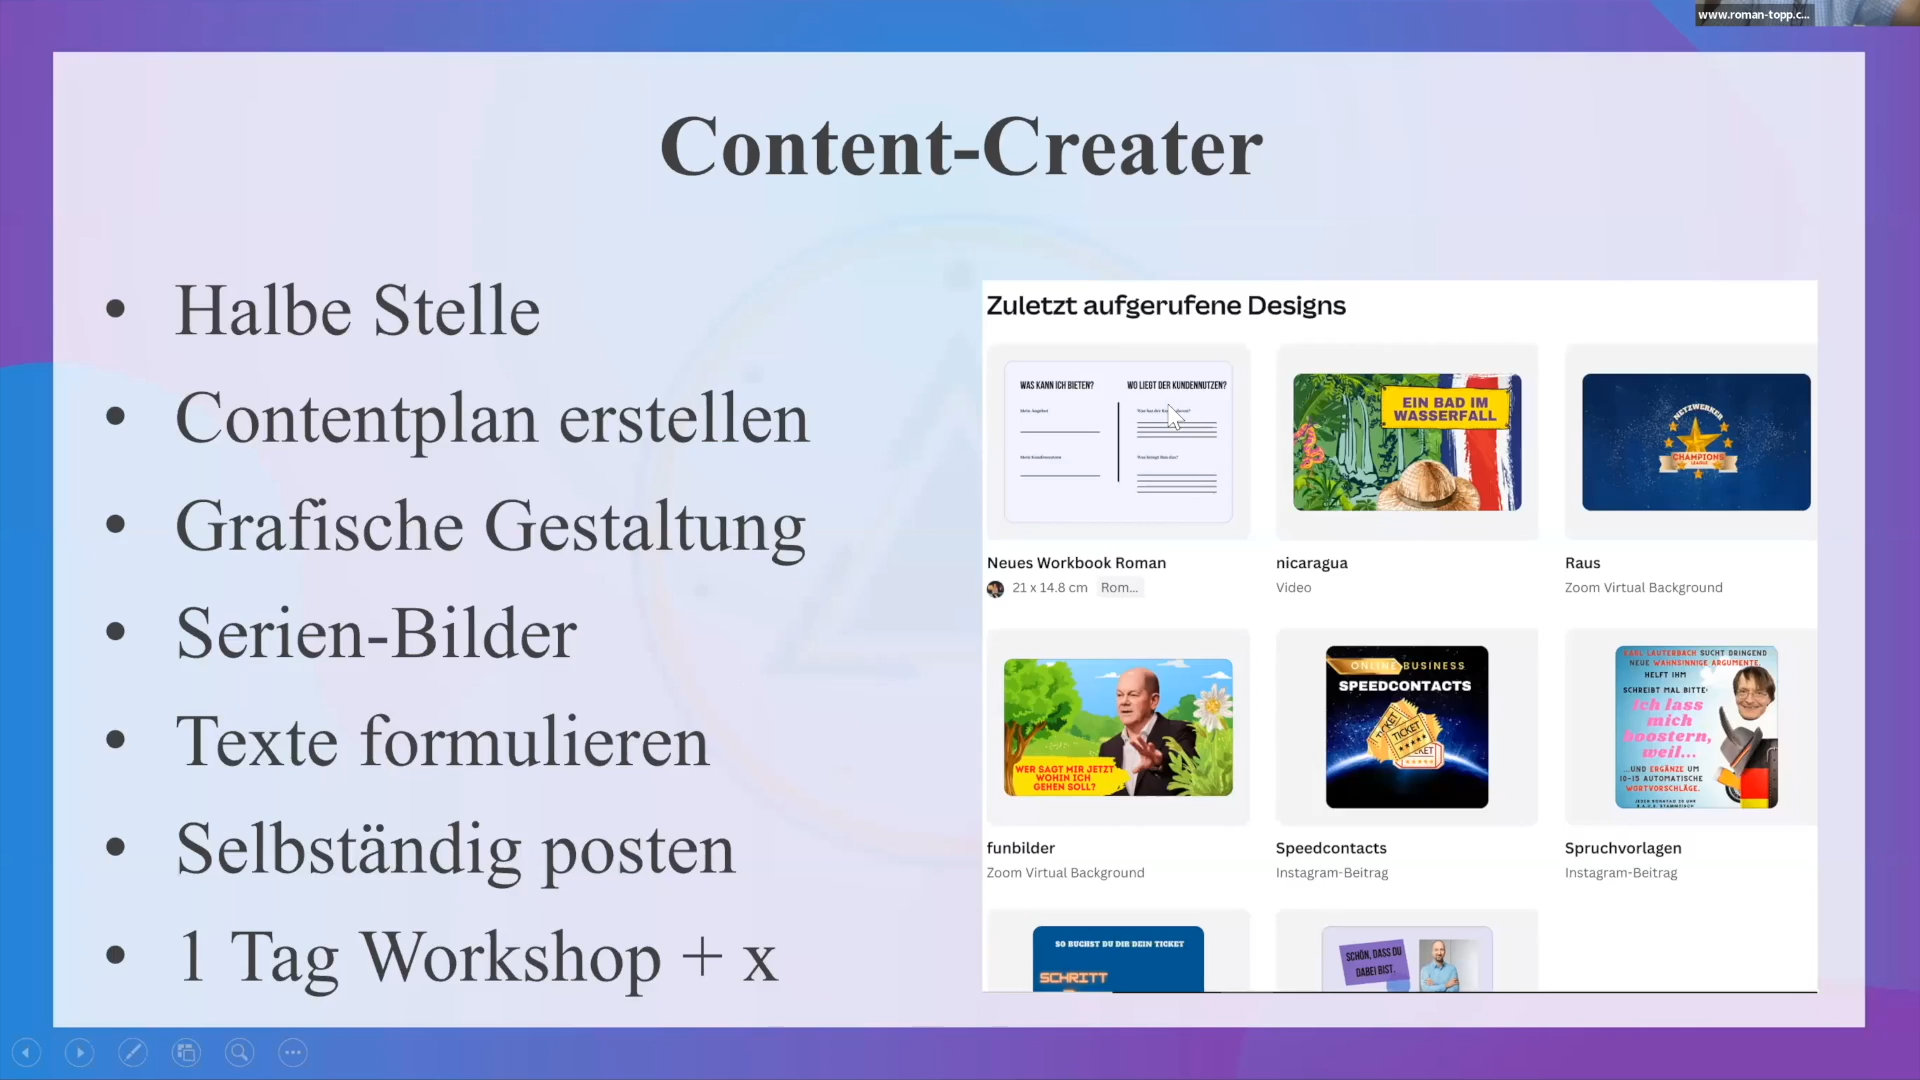 www.roman-topp.c...
Content-Creater
• Halbe Stelle
• Contentplan erstellen
• Grafische Gestaltung
• Serien-Bilder
• Texte formulieren
• Selbständig posten
• 1 Tag Workshop + x
Zuletzt aufgerufene Designs
WAS KANN ICH BIETEN?
WO LIEGT DER KUNDENNUTZEN?
Mein Angebot
Neues Workbook Roman
21 x 14.8 cm Rom...
EIN BAD IM
WASSERFALL
nicaragua
Video
NETZWERKER
CHAMPIONS
LEAGUE
Raus
Zoom Virtual Background
WER SAGT MIR JETZT
WOHIN ICH
GEHEN SOLL?
funbilder
Zoom Virtual Background
ONLINE BUSINESS
SPEEDCONTACTS
TICKET
TICKET
Speedcontacts
Instagram-Beitrag
KARL LAUTERBACH SUCHT DRINGEND
NEUE WAHNSINNIGE ARGUMENTE.
HELFT IHM
SCHREIBT MAL BITTE:
Ich lass
mich
boostern,
weil...
...UND ERGÄNZE UM
10-15 AUTOMATISCHE
WORTVORSCHLÄGE.
Spruchvorlagen
Instagram-Beitrag
SO BUCHST DU DIR DEIN TICKET
SCHRITT
SCHÖN, DASS DU
DABEI BIST.